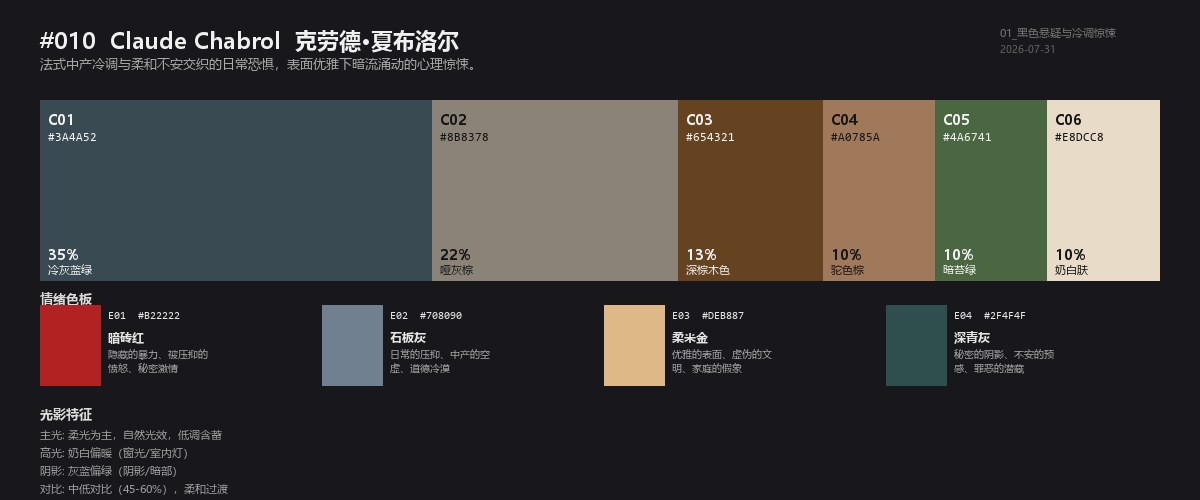 #010 Claude Chabrol 克劳德•夏布洛尔
法式中产冷调与柔和不安交织的日常恐惧，表面优雅下暗流涌动的心理惊悚。
01_黑色悬疑与冷调惊悚
2026-07-31
C01
#3A4A52
35%
冷灰蓝绿
C02
#8B8378
22%
哑灰棕
C03
#654321
13%
深棕木色
C04
#A0785A
10%
驼色棕
C05
#4A6741
10%
暗苔绿
C06
#E8DCC8
10%
奶白肤
情绪色板
E01 #B22222
暗砖红
隐藏的暴力、被压抑的
愤怒、秘密激情
E02 #708090
石板灰
日常的压抑、中产的空
虚、道德冷漠
E03 #DEB887
柔米金
优雅的表面、虚伪的文
明、家庭的假象
E04 #2F4F4F
深青灰
秘密的阴影、不安的预
感、罪恶的潜藏
光影特征
主光: 柔光为主，自然光效，低调含蓄
高光: 奶白偏暖（窗光/室内灯）
阴影: 灰蓝偏绿（阴影/暗部）
对比: 中低对比（45-60%），柔和过渡